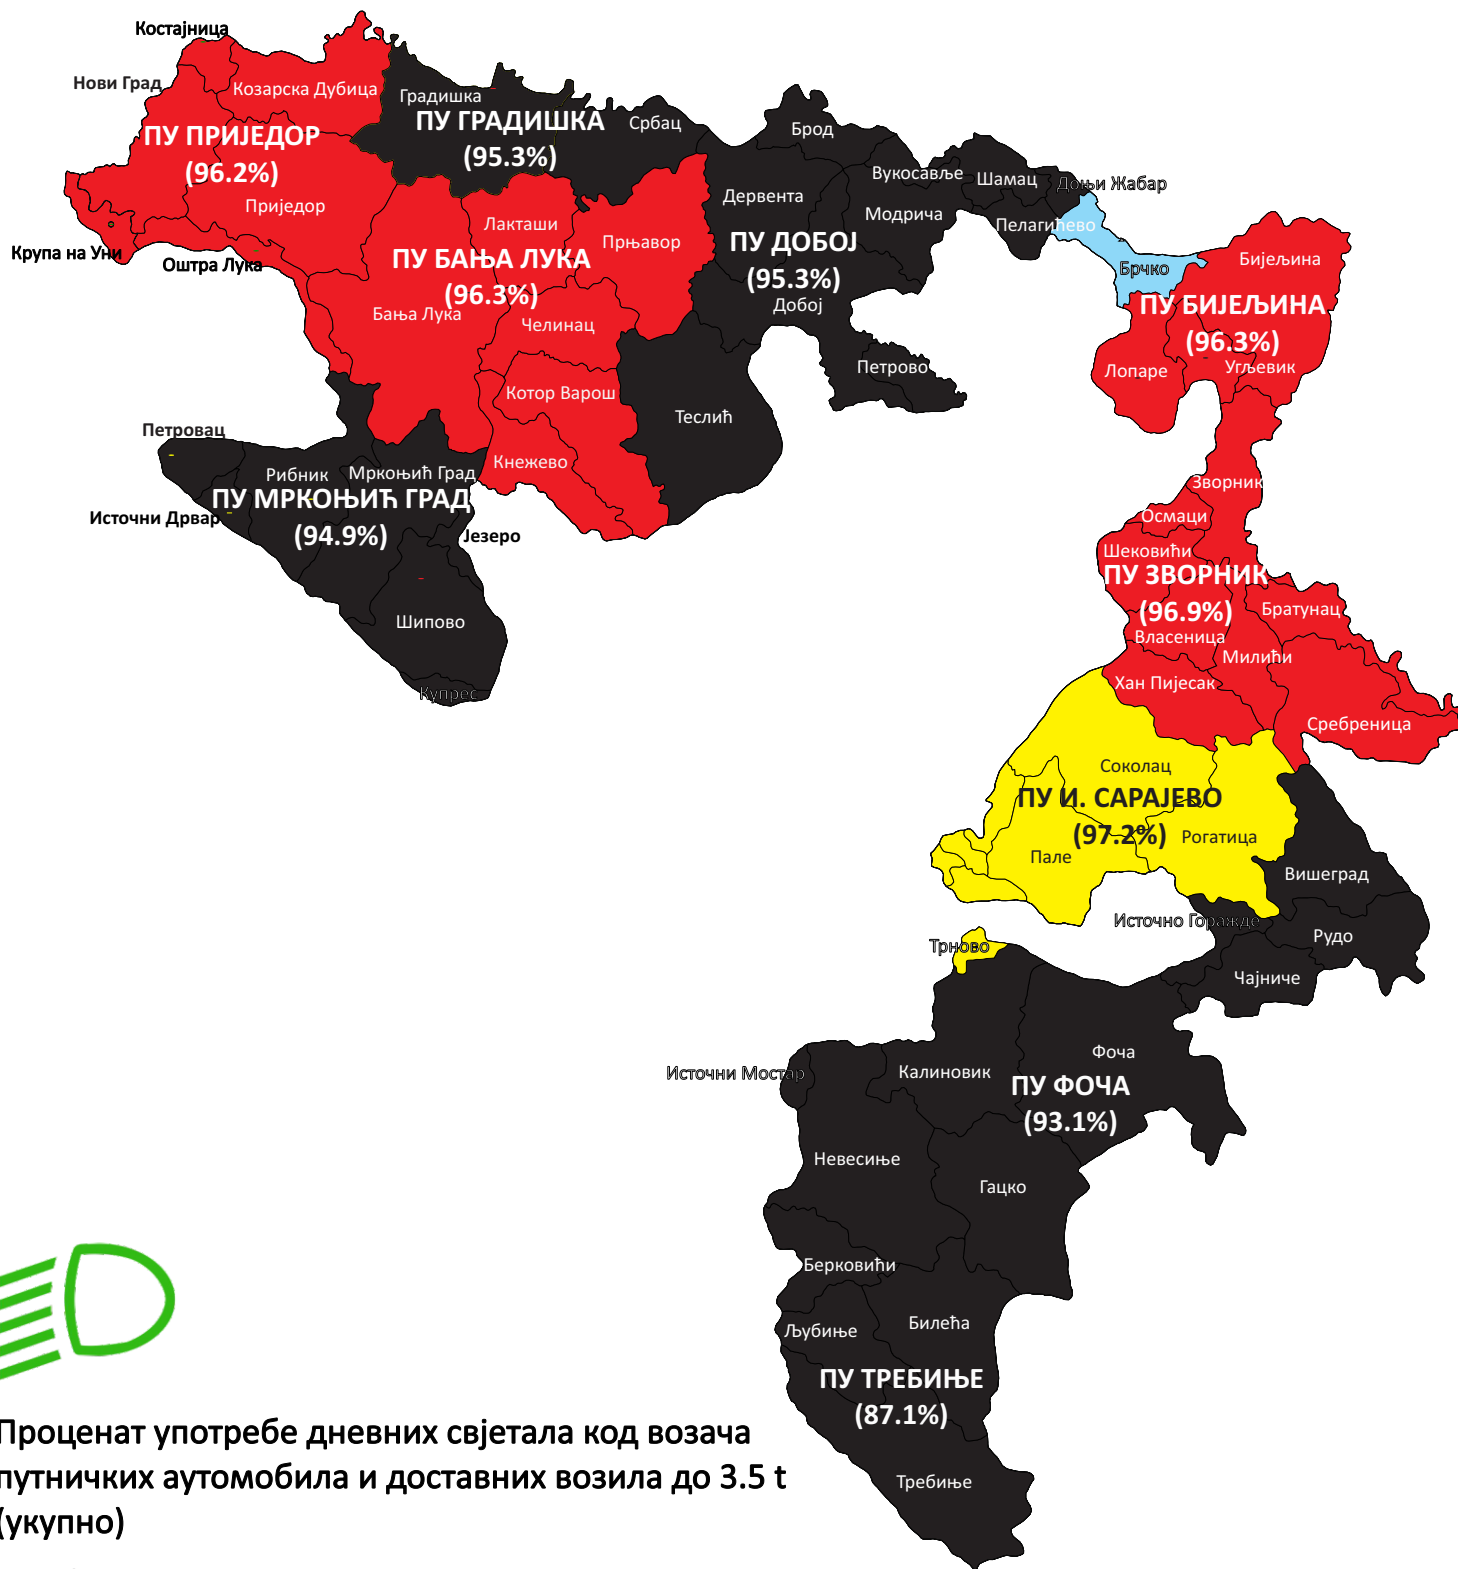 Костајница
Нови Град
Козарска Дубица
ПУ ПРИЈЕДОР
(96.2%)
Приједор
Крупа на Уни
Оштра Лука
Градишка
ПУ ГРАДИШКА
(95.3%)
Србац
Лакташи
Прњавор
ПУ БАЊА ЛУКА
(96.3%)
Бања Лука
Челинац
Котор Варош
Кнежево
Брод
Вукосавље
Шамац
Доњи Жабар
Дервента
Модрича
Пелагићево
ПУ ДОБОЈ
(95.3%)
Добој
Петрово
Теслић
Брчко
Бијељина
ПУ БИЈЕЉИНА
(96.3%)
Лопаре
Угљевик
Петровац
Рибник
Мркоњић Град
ПУ МРКОЊИЋ ГРАД
(94.9%)
Источни Дрвар
Језеро
Шипово
Купрес
Зворник
Осмаци
Шековићи
ПУ ЗВОРНИК
(96.9%)
Братунац
Власеница
Милићи
Хан Пијесак
Сребреница
Соколац
ПУ И. САРАЈЕВО
(97.2%)
Рогатица
Пале
Вишеград
Источно Горажде
Рудо
Трново
Чајниче
Фоча
Источни Мостар
Калиновик
ПУ ФОЧА
(93.1%)
Невесиње
Гацко
Берковићи
Љубиње
Билећа
ПУ ТРЕБИЊЕ
(87.1%)
Требиње
Проценат употребе дневних свјетала код возача
путничких аутомобила и доставних возила до 3.5 t
(укупно)